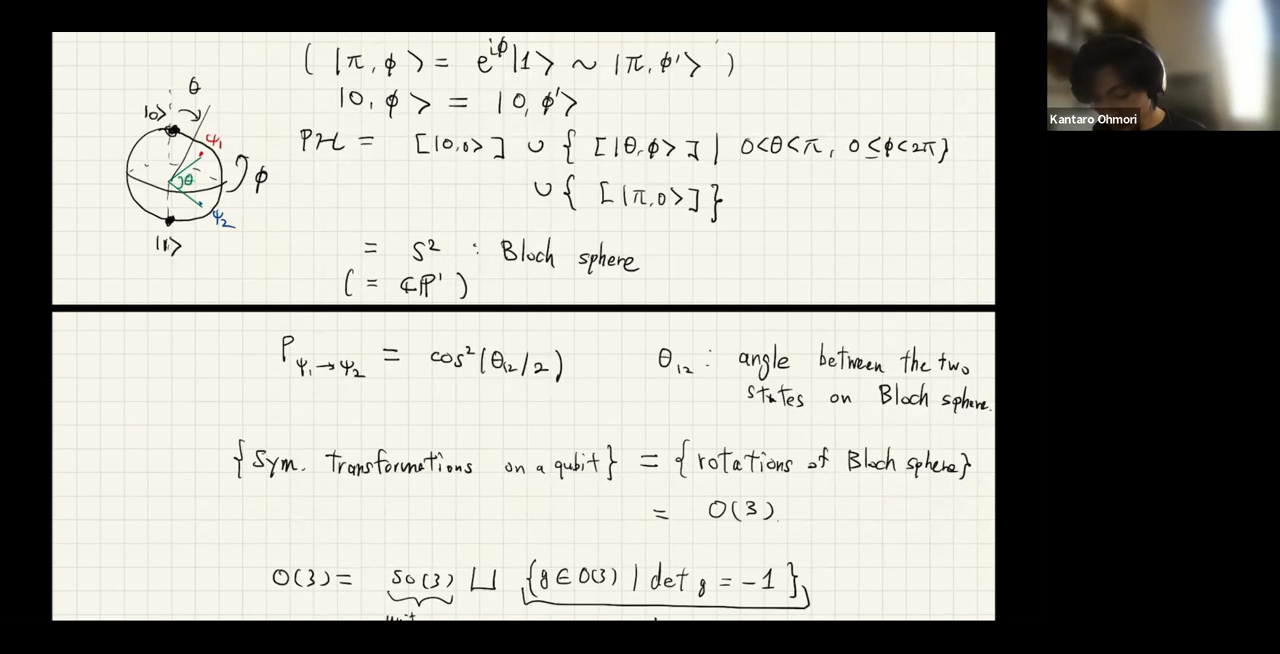 ( |π, φ⟩ = e^{iφ}|1⟩ ~ |π, φ'⟩ )
|0, φ⟩ = |0, φ'⟩
θ
|0⟩
ψ₁
θ
φ
ψ₂
|1⟩
PH = [|0,0⟩] ∪ { [|θ,φ⟩] | 0<θ<π, 0≤φ<2π}
∪ { [|π,0⟩] }
= S² : Bloch sphere
( = ℂP¹ )
P_{ψ₁→ψ₂} = cos²(θ₁₂/2) θ₁₂ : angle between the two
states on Bloch sphere.
{Sym. transformations on a qubit} = {rotations of Bloch sphere}
= O(3).
O(3) = SO(3) ⊔ {g ∈ O(3) | det g = -1}
Kantaro Ohmori